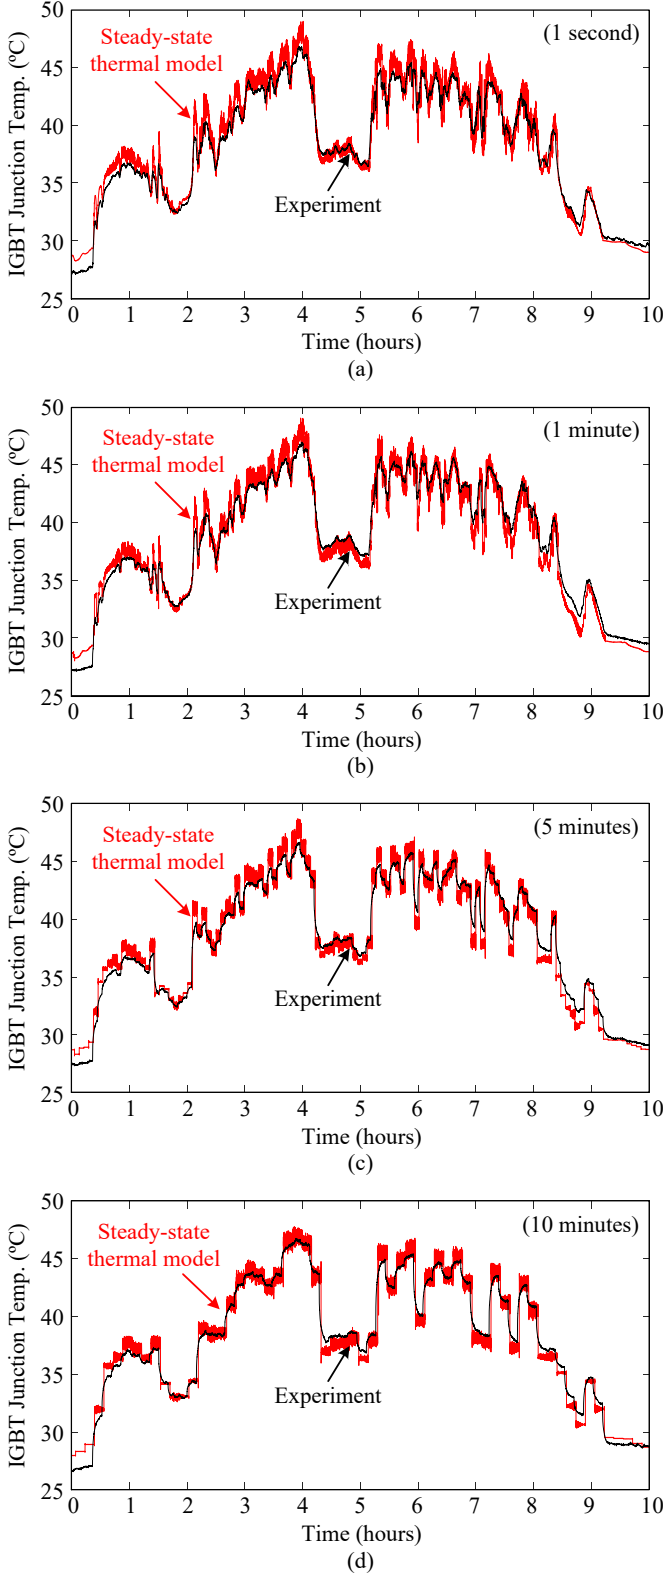 50
45
40
35
30
25
IGBT Junction Temp. (ºC)
Steady-state
thermal model
(1 second)
Experiment
0 1 2 3 4 5 6 7 8 9 10
Time (hours)
(a)
50
45
40
35
30
25
IGBT Junction Temp. (ºC)
Steady-state
thermal model
(1 minute)
Experiment
0 1 2 3 4 5 6 7 8 9 10
Time (hours)
(b)
50
45
40
35
30
25
IGBT Junction Temp. (ºC)
Steady-state
thermal model
(5 minutes)
Experiment
0 1 2 3 4 5 6 7 8 9 10
Time (hours)
(c)
50
45
40
35
30
25
IGBT Junction Temp. (ºC)
Steady-state
thermal model
(10 minutes)
Experiment
0 1 2 3 4 5 6 7 8 9 10
Time (hours)
(d)